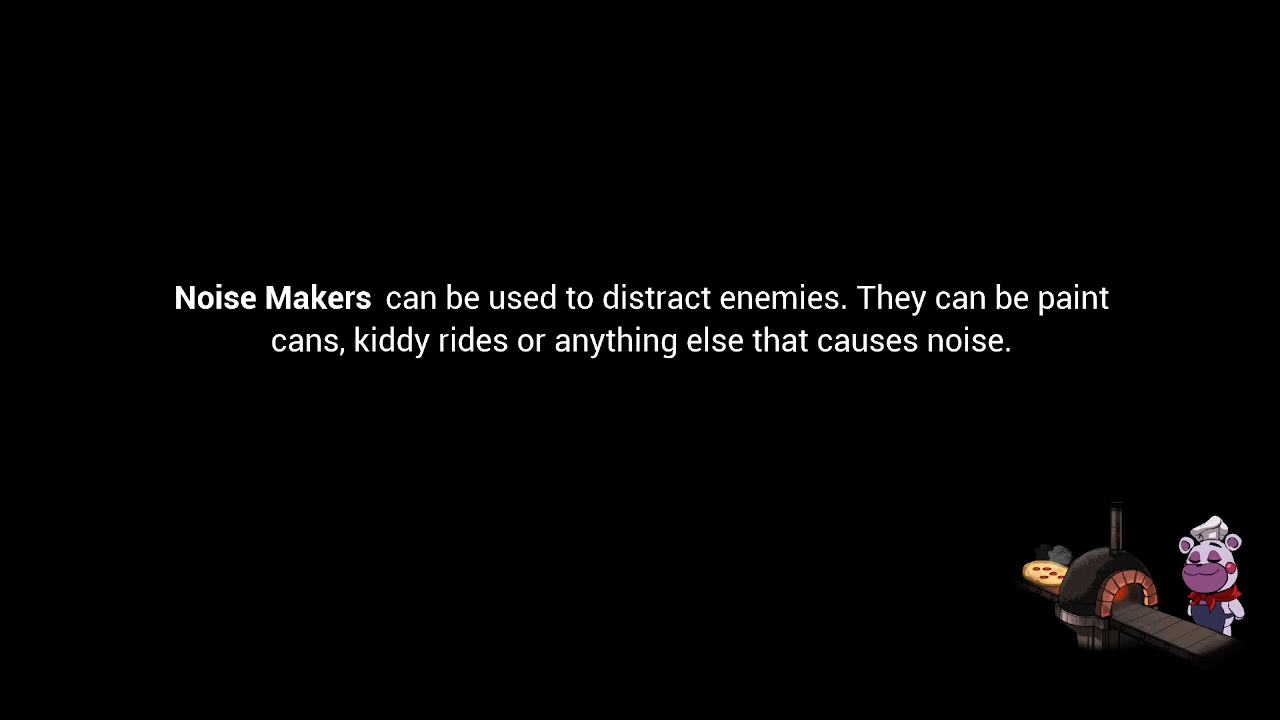 Noise Makers can be used to distract enemies. They can be paint
cans, kiddy rides or anything else that causes noise.